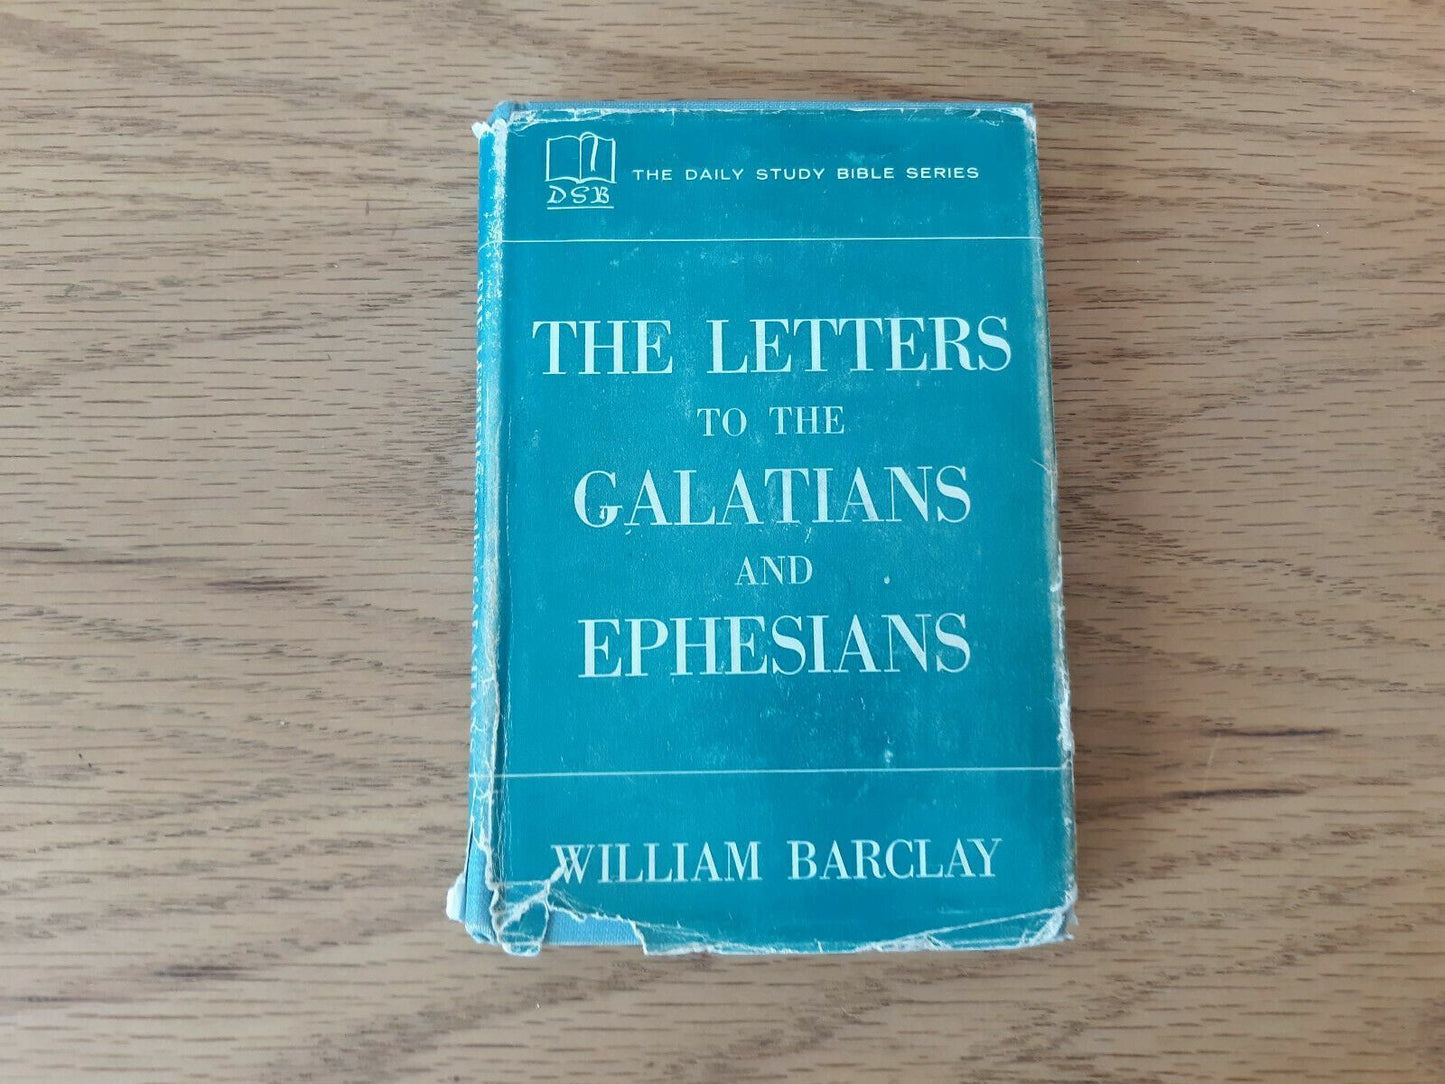 DSB
THE DAILY STUDY BIBLE SERIES
THE LETTERS
TO THE
GALATIANS
AND
EPHESIANS
WILLIAM BARCLAY